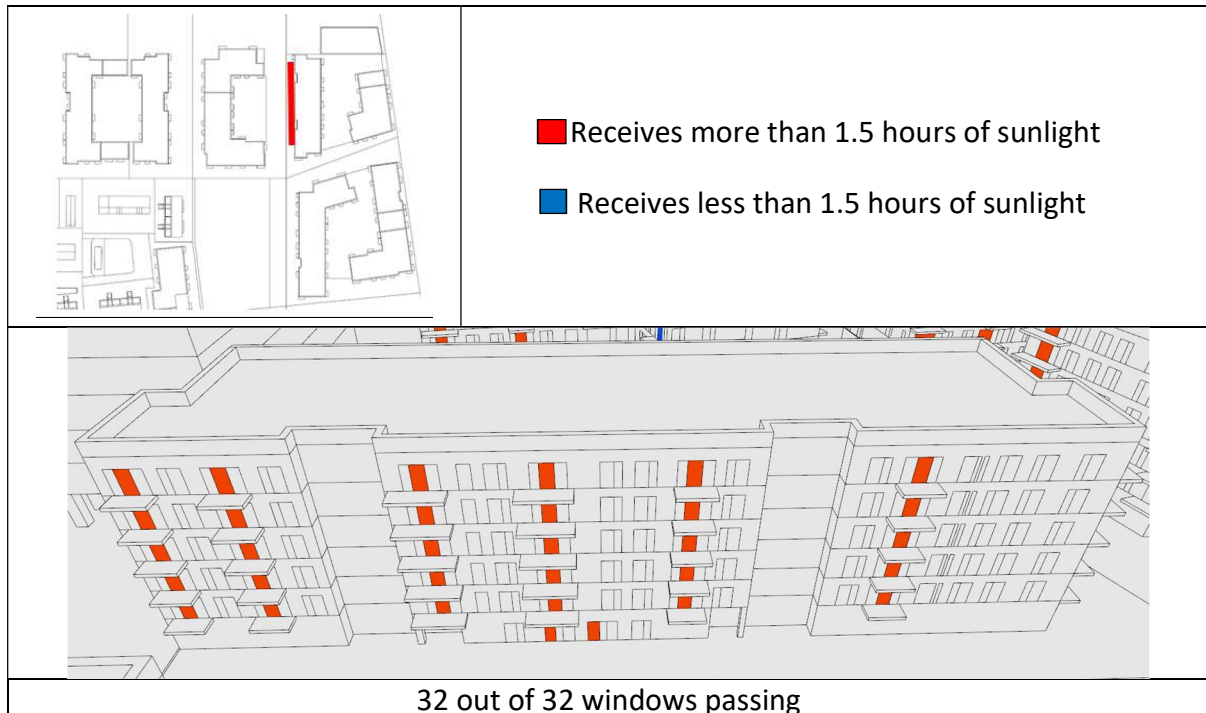 Receives more than 1.5 hours of sunlight
Receives less than 1.5 hours of sunlight
32 out of 32 windows passing